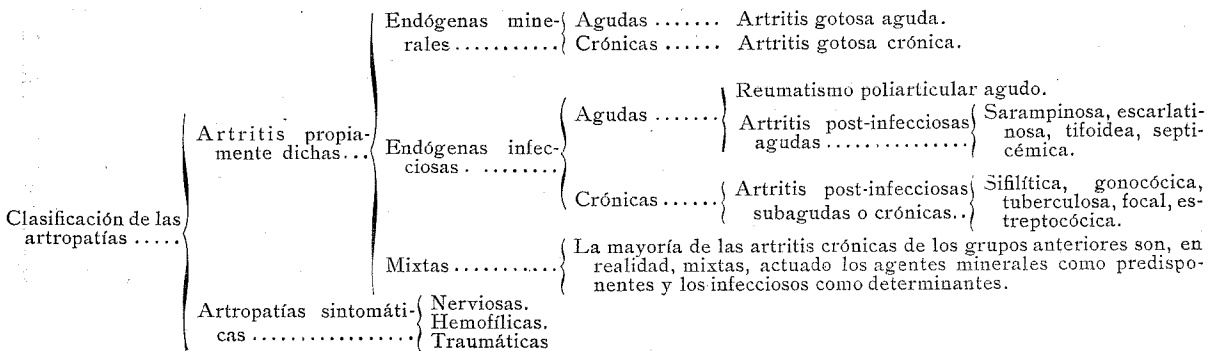 Clasificación de las
artropatías .....
Artritis propia-
mente dichas...
Endógenas mine-
rales ...........
Agudas ....... Artritis gotosa aguda.
Crónicas ...... Artritis gotosa crónica.
Endógenas infec-
ciosas . ........
Agudas .......
Reumatismo poliarticular agudo.
Artritis post-infecciosas
agudas ...............
Sarampinosa, escarlati-
nosa, tifoidea, septi-
cémica.
Crónicas ......
Artritis post-infecciosas
subagudas o crónicas..
Sifilítica, gonocócica,
tuberculosa, focal, es-
treptocócica.
Mixtas ...........
La mayoría de las artritis crónicas de los grupos anteriores son, en
realidad, mixtas, actuado los agentes minerales como predispo-
nentes y los infecciosos como determinantes.
Artropatías sintomáti-
cas .................
Nerviosas.
Hemofílicas.
Traumáticas